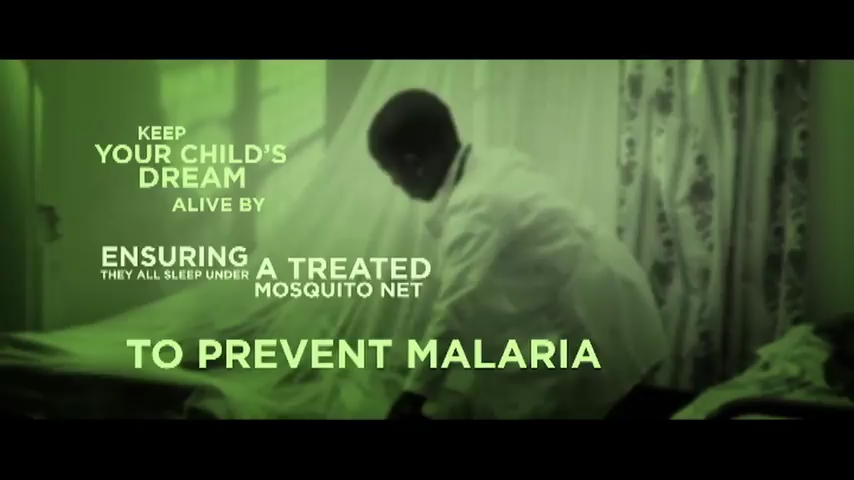 KEEP
YOUR CHILD'S
DREAM
ALIVE BY
ENSURING
THEY ALL SLEEP UNDER
A TREATED
MOSQUITO NET
TO PREVENT MALARIA